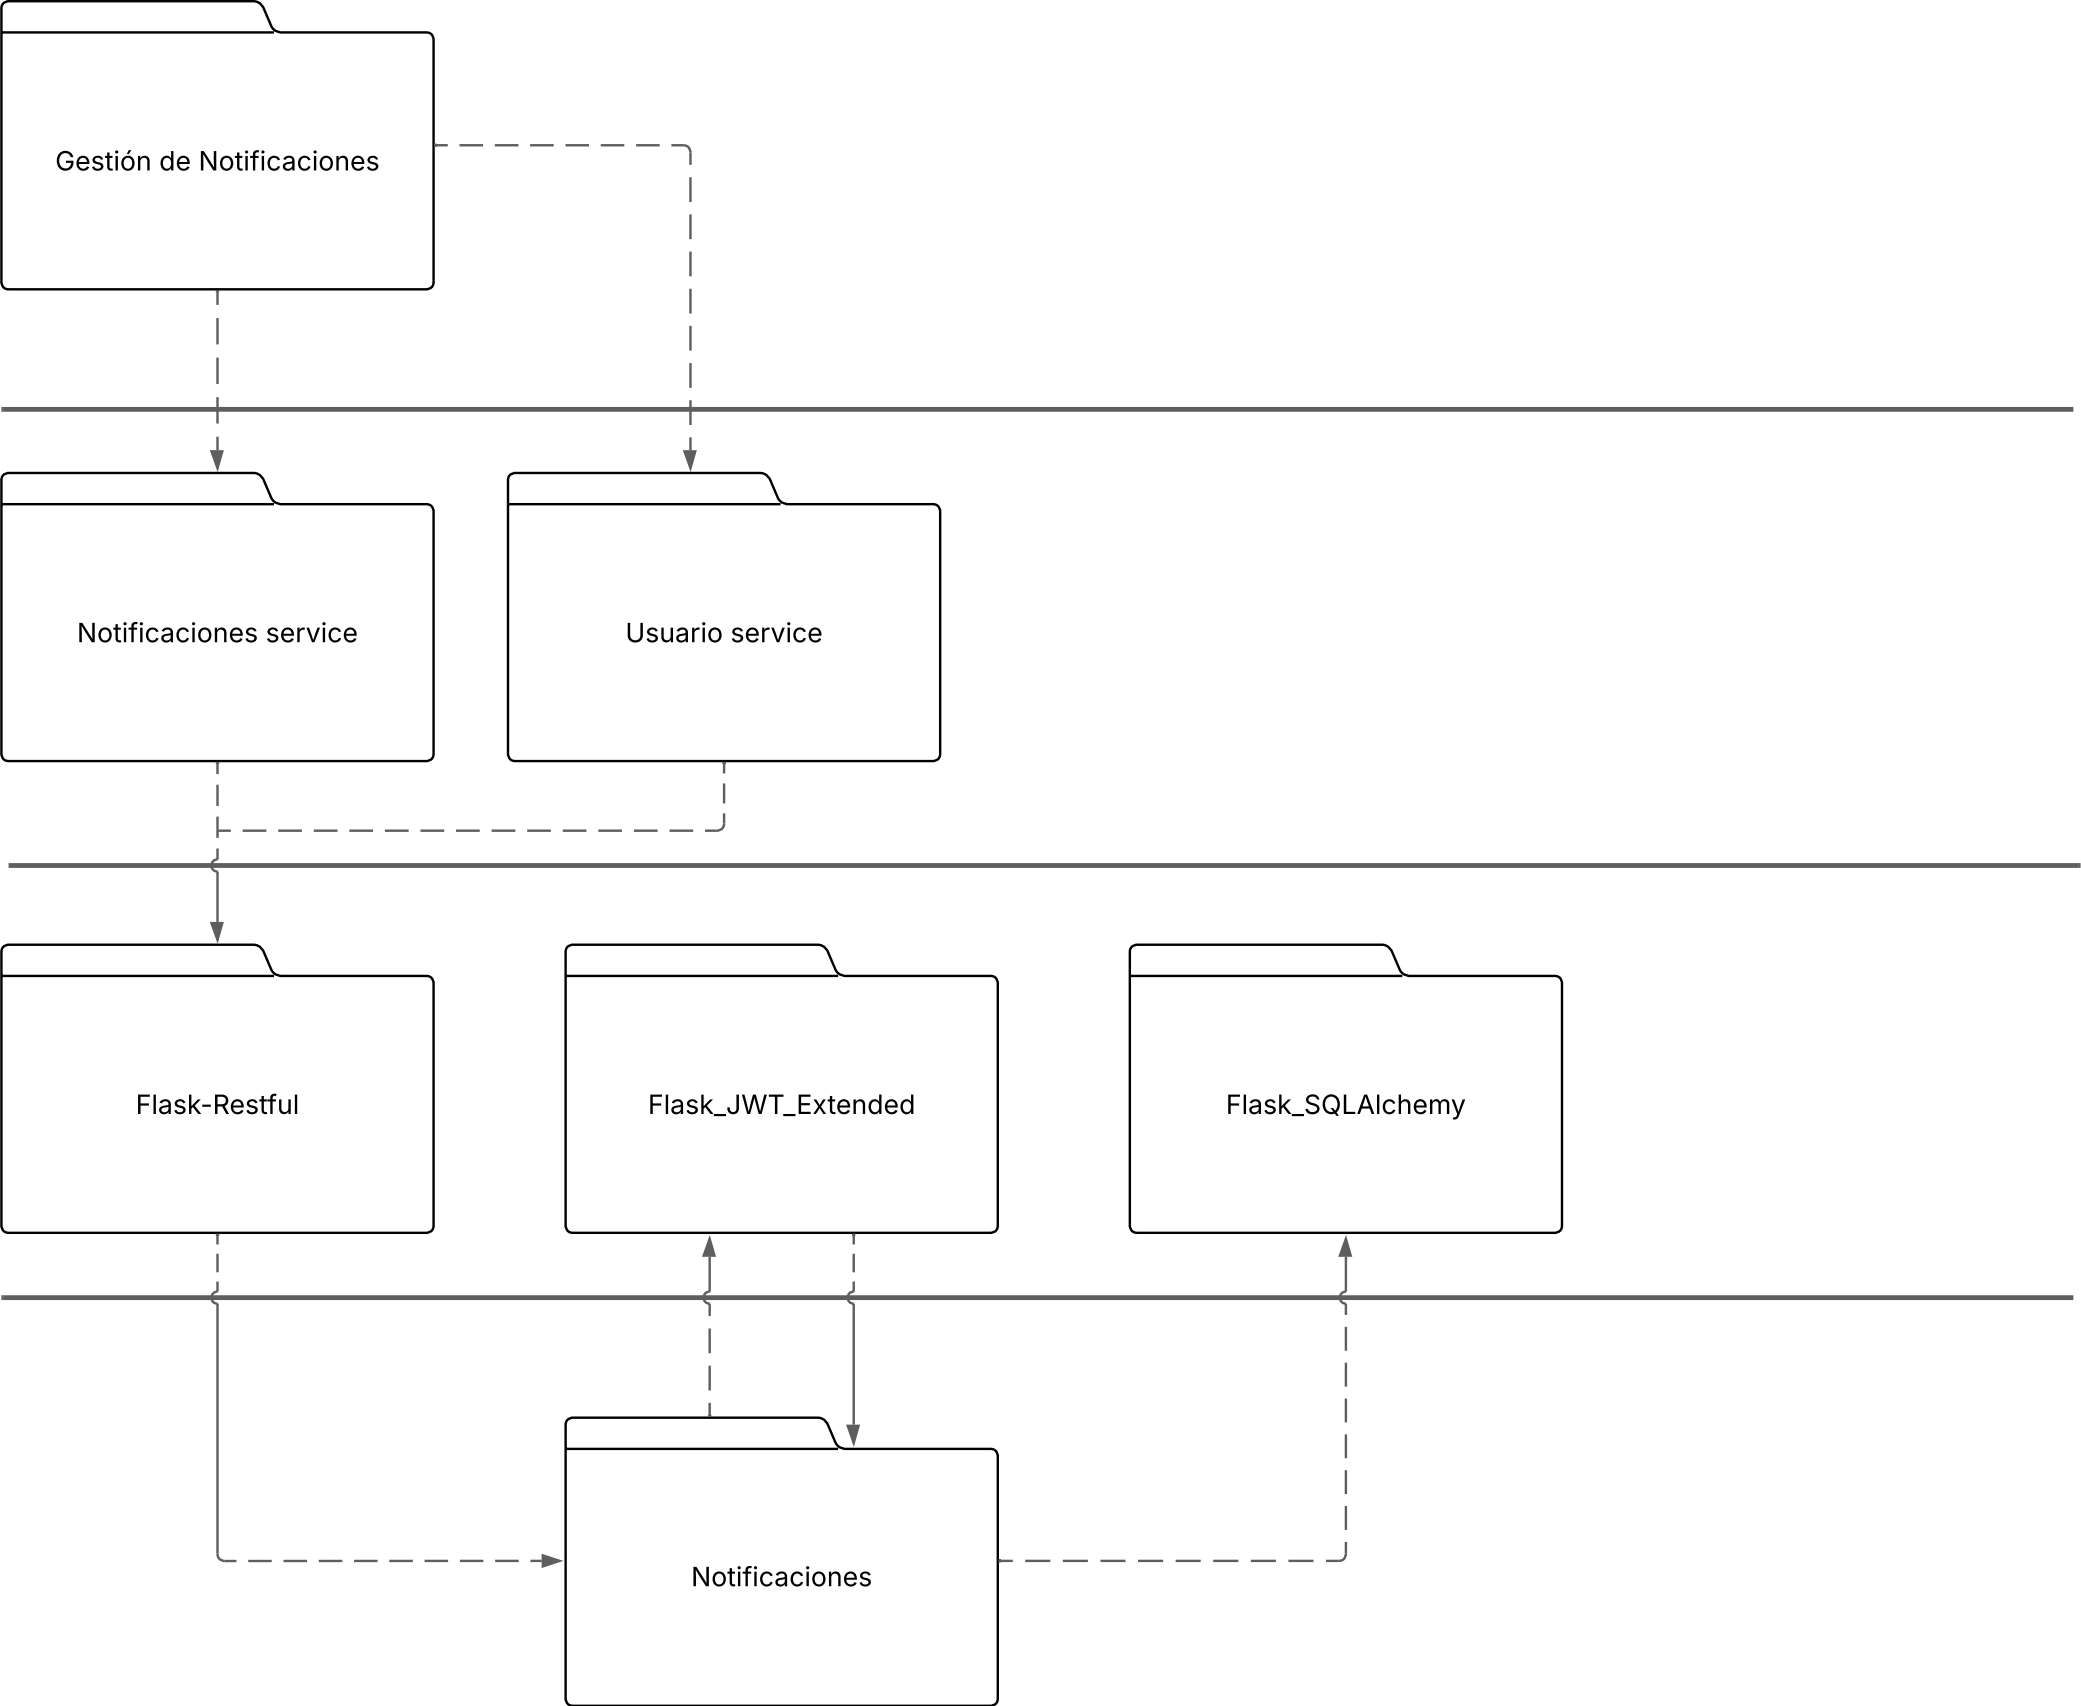 Gestión de Notificaciones
Notificaciones service
Usuario service
Flask-Restful
Flask_JWT_Extended
Flask_SQLAlchemy
Notificaciones